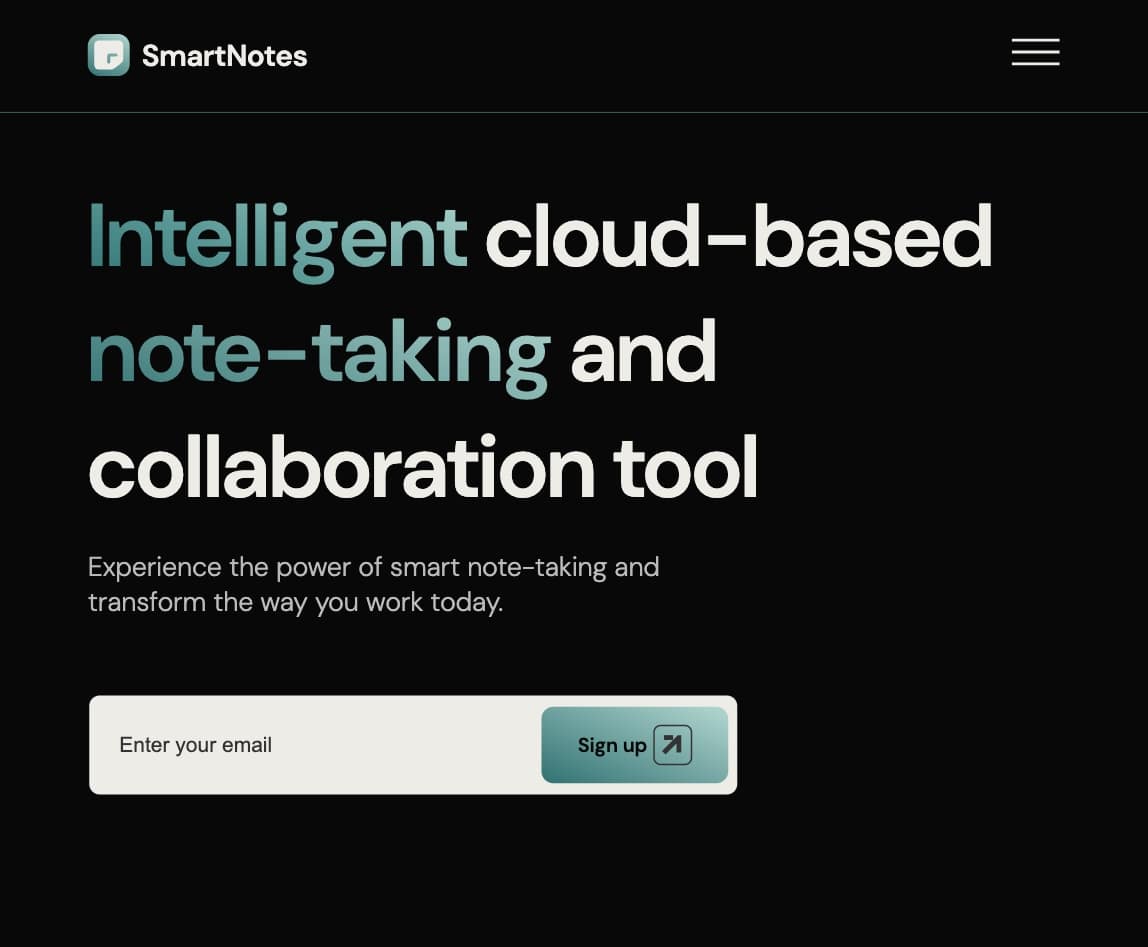 SmartNotes
Intelligent cloud-based
note-taking and
collaboration tool
Experience the power of smart note-taking and
transform the way you work today.
Enter your email
Sign up